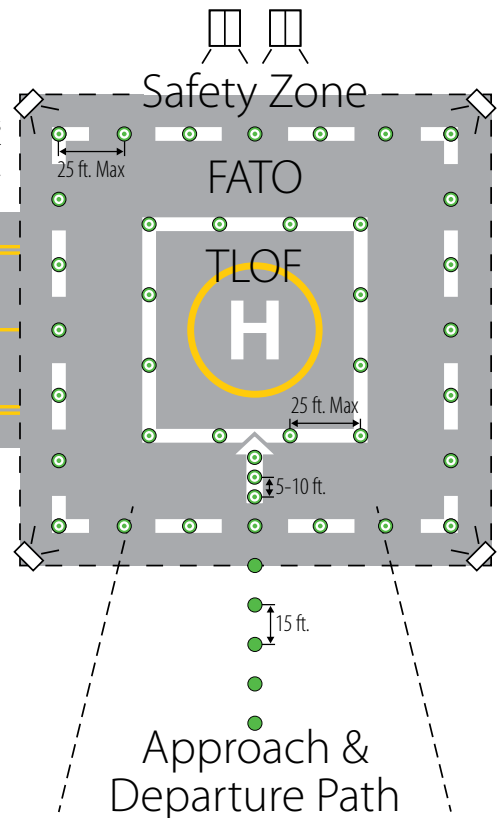 Safety Zone
25 ft. Max
FATO
TLOF
H
25 ft. Max
5-10 ft.
15 ft.
Approach &
Departure Path